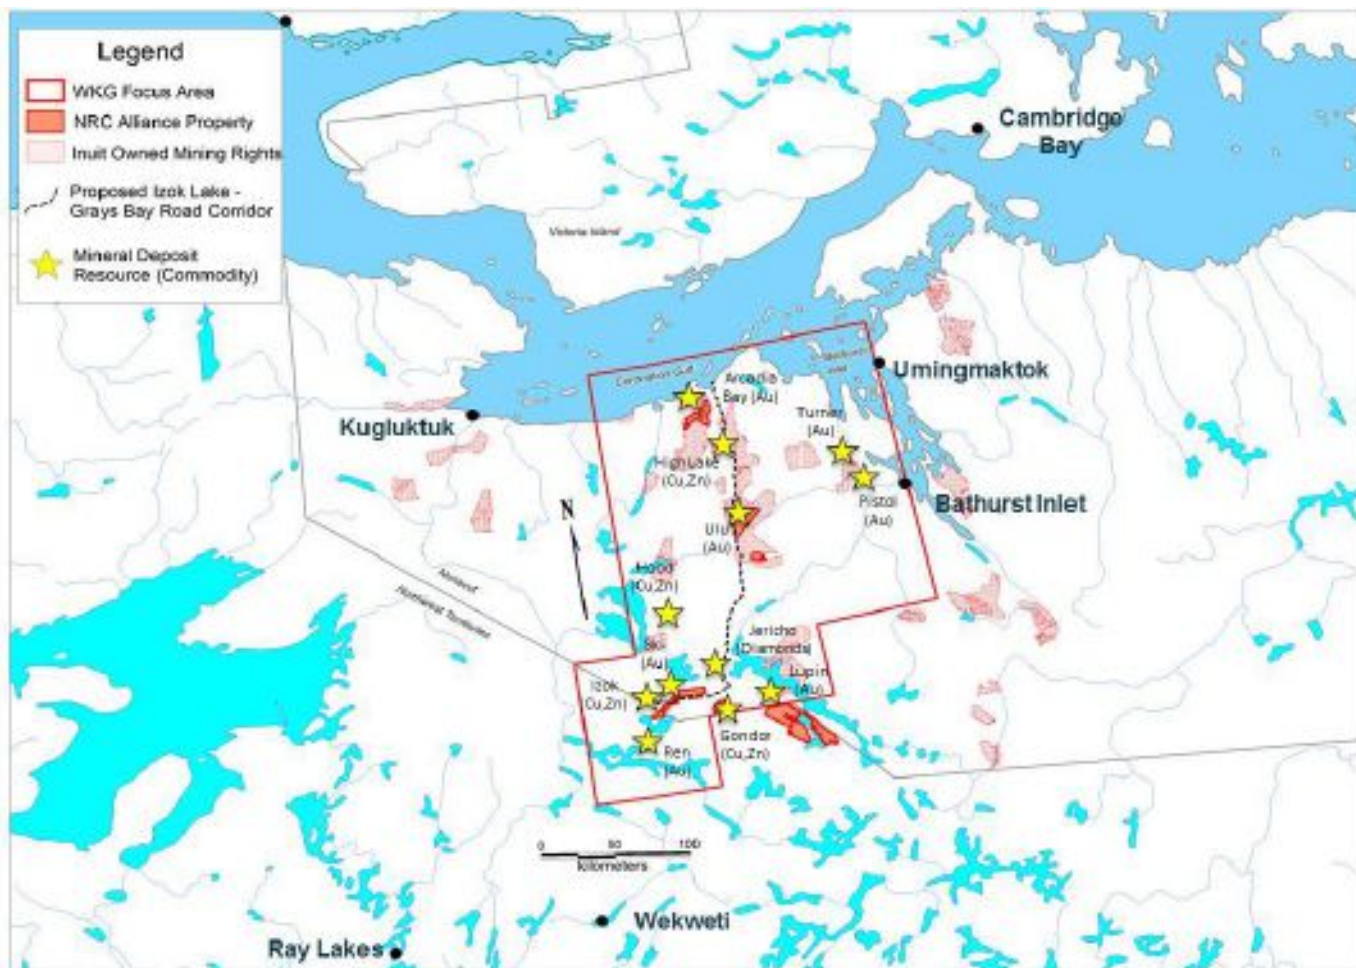 Legend
WKG Focus Area
NRC Alliance Property
Inuit Owned Mining Rights
Proposed Izok Lake -
Grays Bay Road Corridor
Mineral Deposit
Resource (Commodity)
Cambridge
Bay
Victoria Island
Coronation Gulf
Umingmaktok
Kugluktuk
Arcadia
Bay (Au)
Turner
(Au)
High Lake
(Cu,Zn)
Pistol
(Au)
Bathurst Inlet
N
Ulu
(Au)
Hood
(Cu,Zn)
Nunavut
Northwest Territories
Jericho
(Diamonds)
(Au)
Lupin
(Au)
Izok
Cu,Zn)
Gondor
(Cu,Zn)
Ren
(Au)
0 50 100
kilometers
Wekweti
Ray Lakes